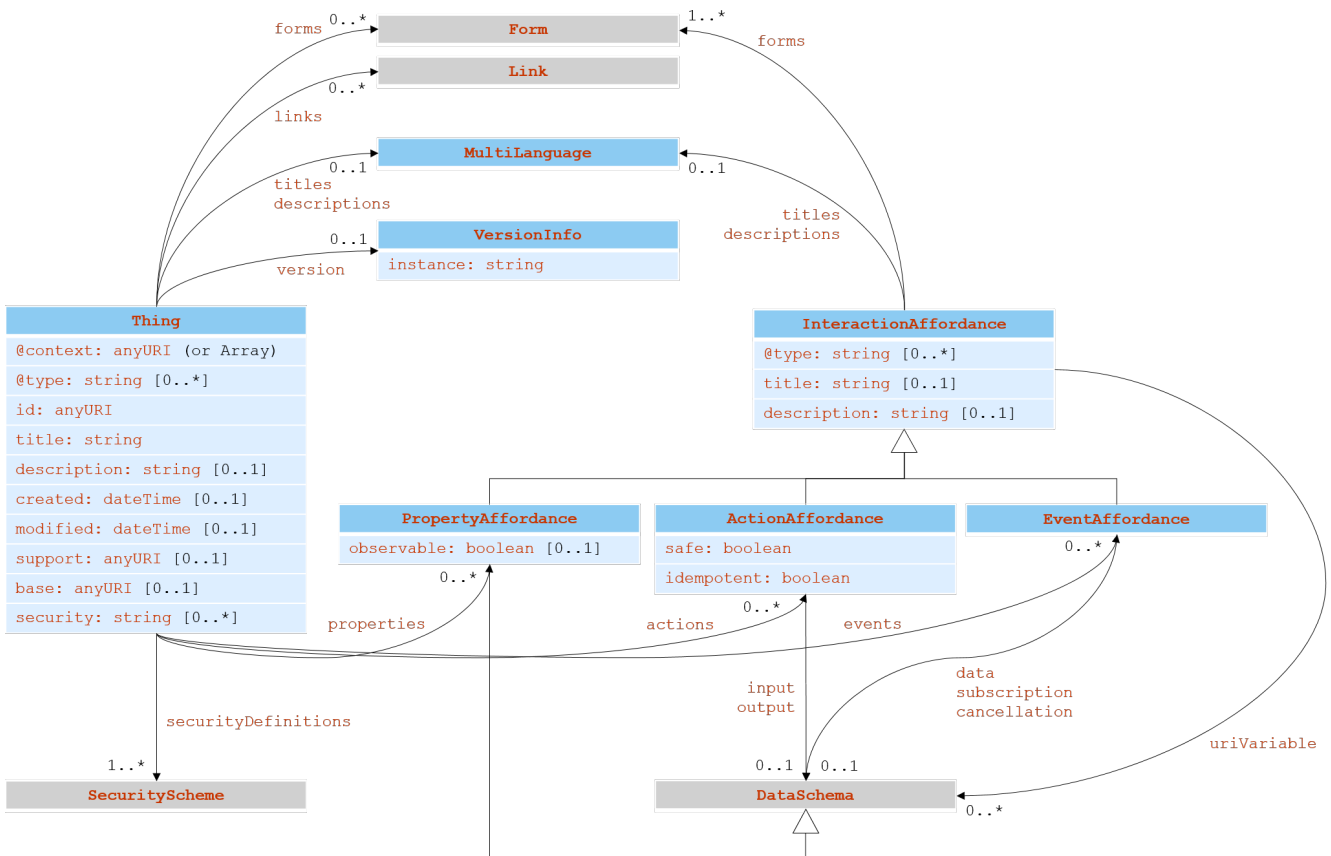 forms 0..*
Form
1..*
forms
Link
0..*
links
MultiLanguage
0..1
titles
descriptions
0..1
titles
descriptions
VersionInfo
instance: string
0..1
version
Thing
@context: anyURI (or Array)
@type: string [0..*]
id: anyURI
title: string
description: string [0..1]
created: dateTime [0..1]
modified: dateTime [0..1]
support: anyURI [0..1]
base: anyURI [0..1]
security: string [0..*]
InteractionAffordance
@type: string [0..*]
title: string [0..1]
description: string [0..1]
PropertyAffordance
observable: boolean [0..1]
0..*
properties
ActionAffordance
safe: boolean
idempotent: boolean
0..*
actions
EventAffordance
0..*
events
input
output
data
subscription
cancellation
uriVariable
securityDefinitions
1..*
SecurityScheme
0..1
0..1
DataSchema
0..*